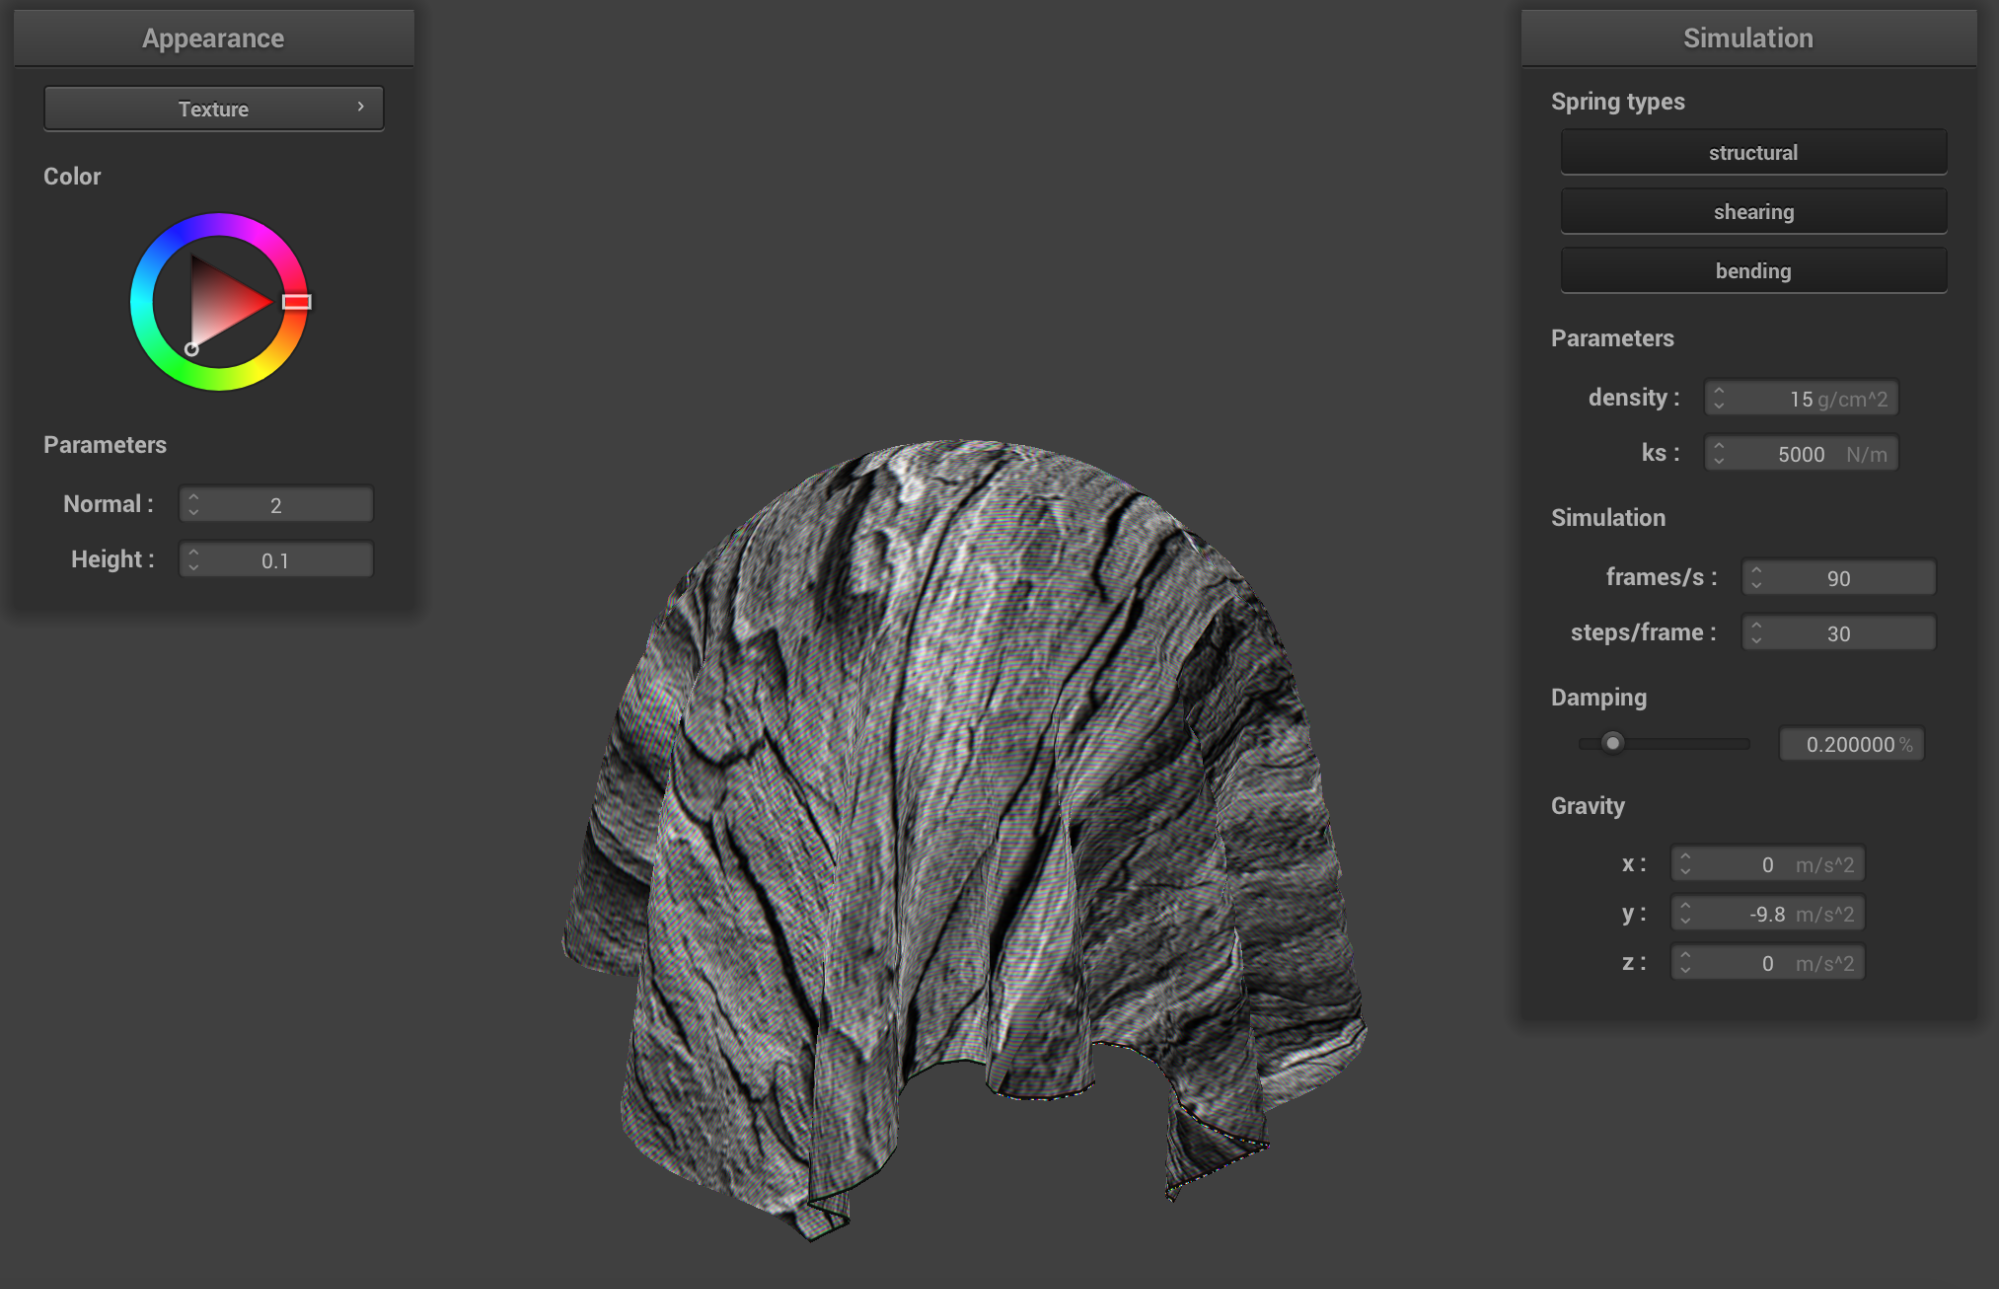 Appearance
Texture
Color
Parameters
Normal : 2
Height : 0.1
Simulation
Spring types
structural
shearing
bending
Parameters
density : 15 g/cm^2
ks : 5000 N/m
Simulation
frames/s : 90
steps/frame : 30
Damping
0.200000 %
Gravity
x : 0 m/s^2
y : -9.8 m/s^2
z : 0 m/s^2